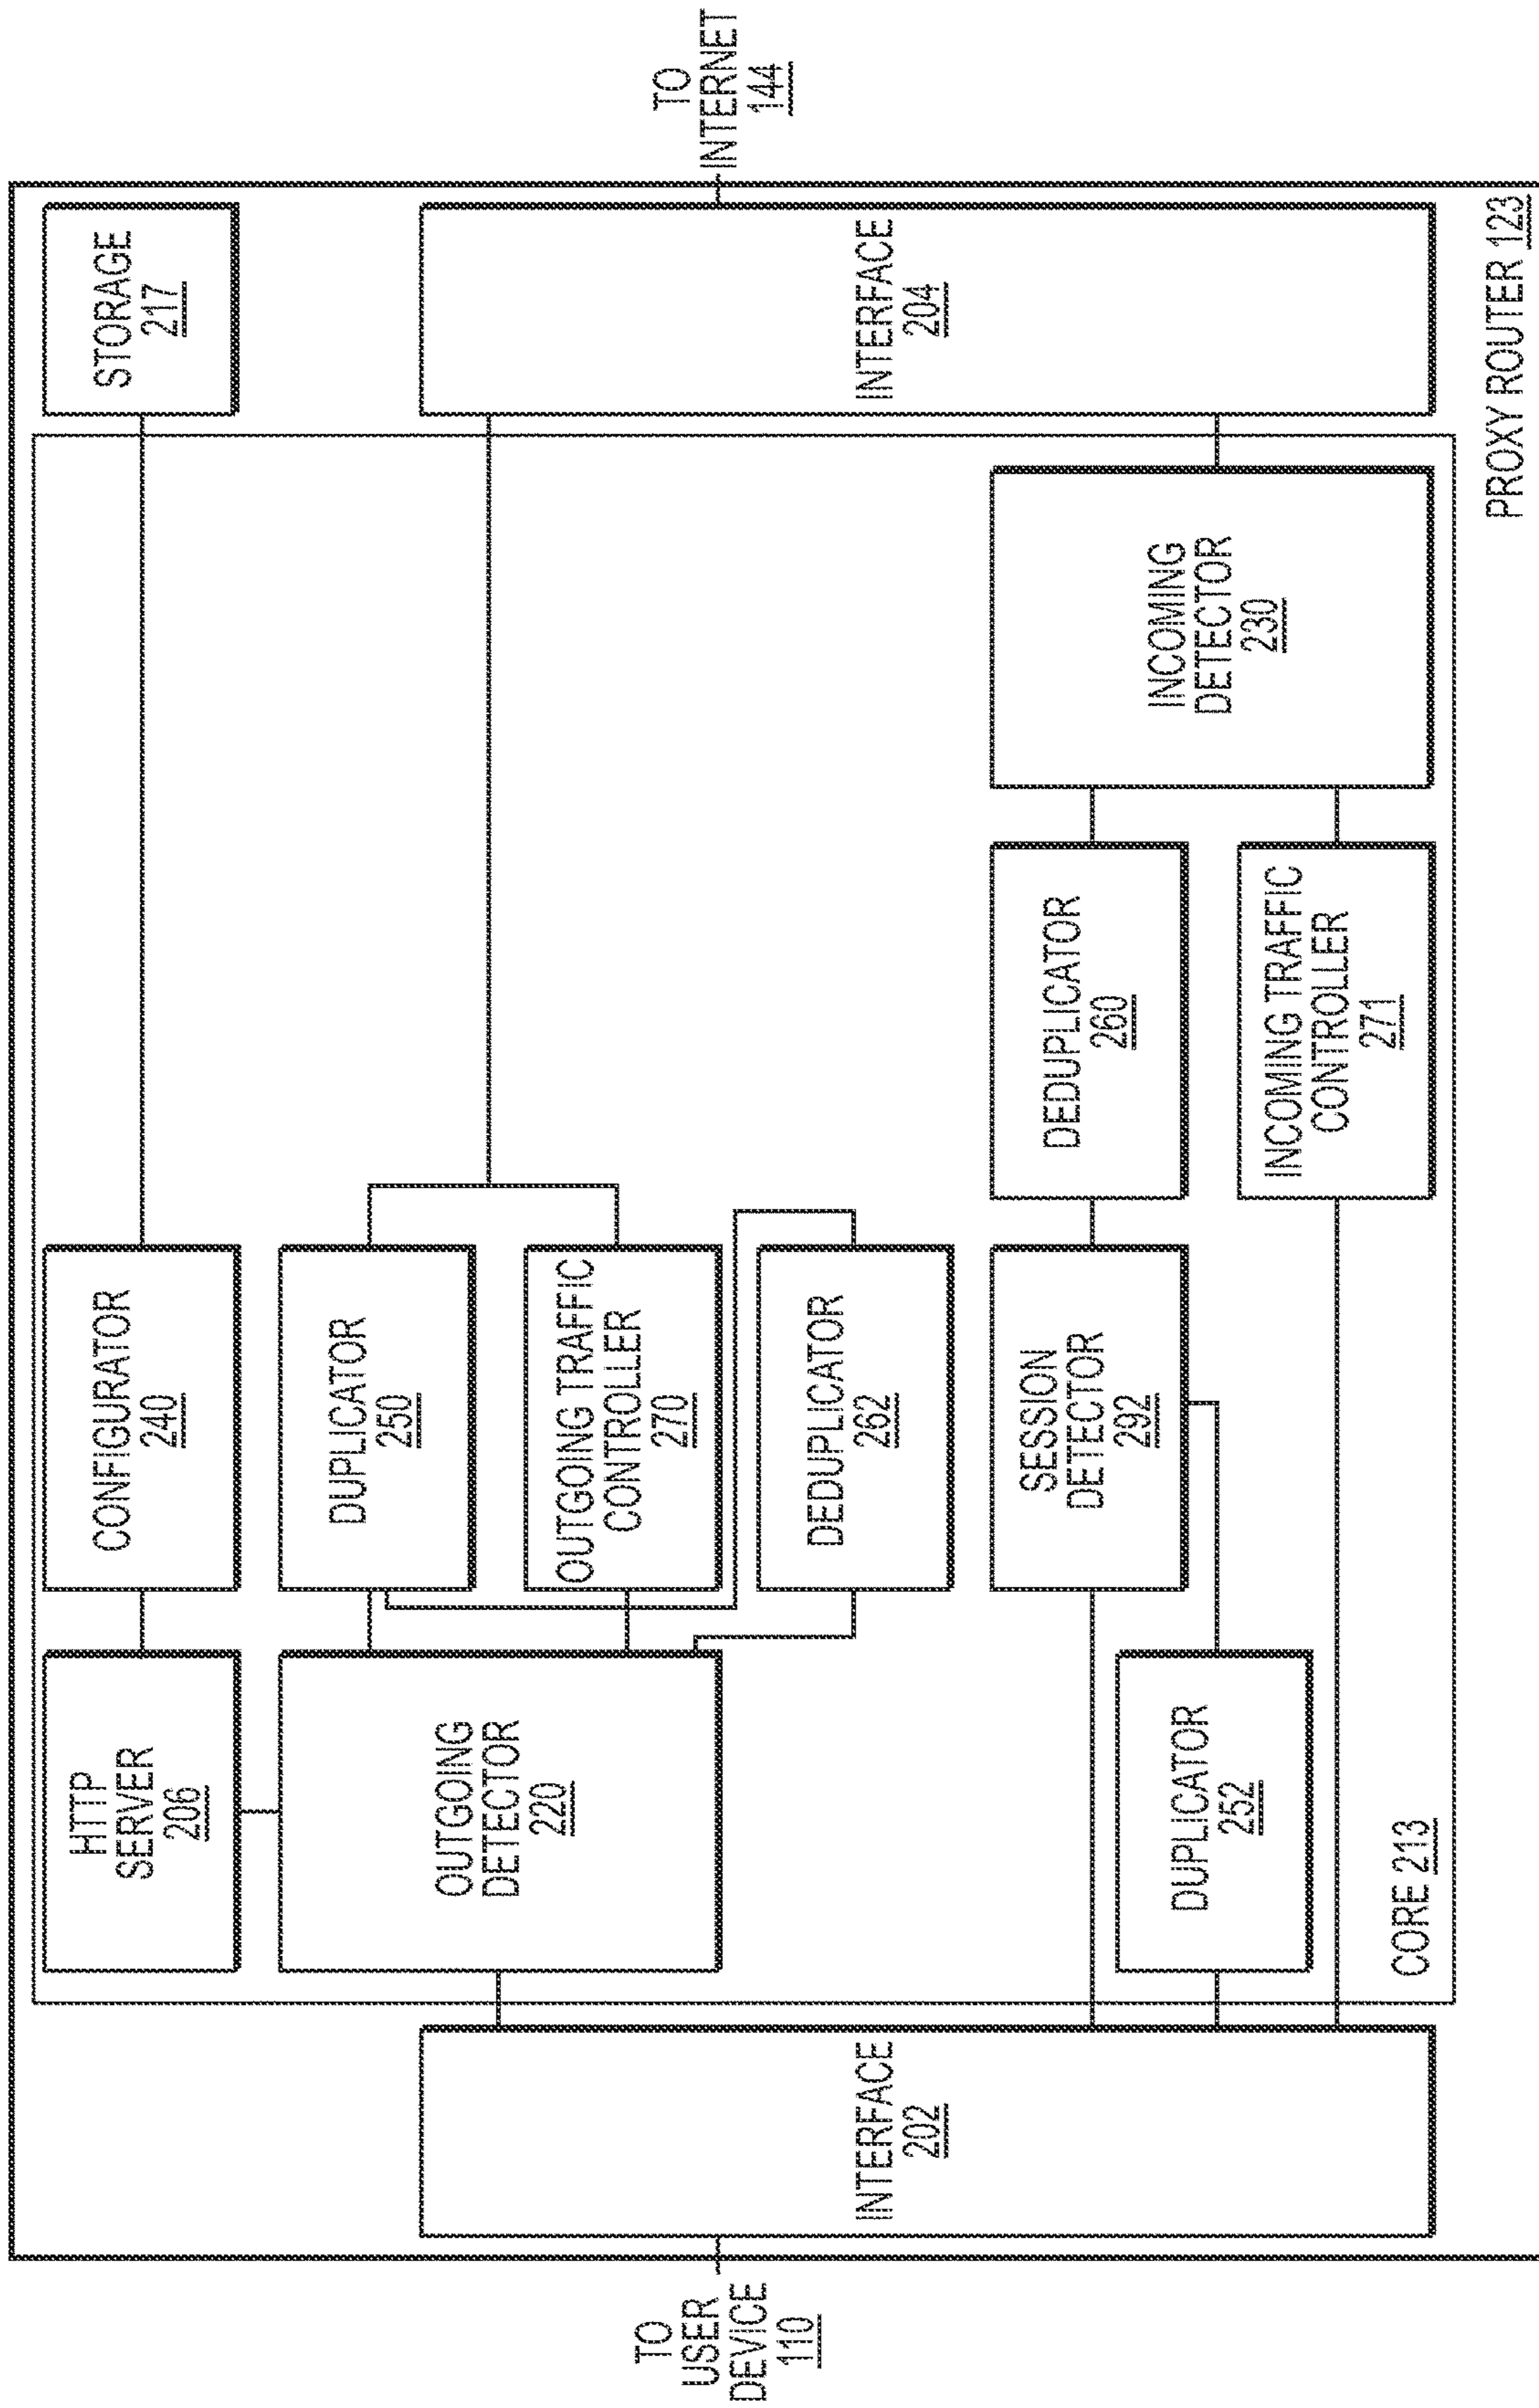 TO
USER
DEVICE
110
INTERFACE
202
HTTP
SERVER
206
OUTGOING
DETECTOR
220
CONFIGURATOR
240
DUPLICATOR
250
OUTGOING TRAFFIC
CONTROLLER
270
DEDUPLICATOR
262
SESSION
DETECTOR
292
DUPLICATOR
252
DEDUPLICATOR
260
INCOMING TRAFFIC
CONTROLLER
271
INCOMING
DETECTOR
230
CORE 213
STORAGE
217
INTERFACE
204
TO
INTERNET
144
PROXY ROUTER 123